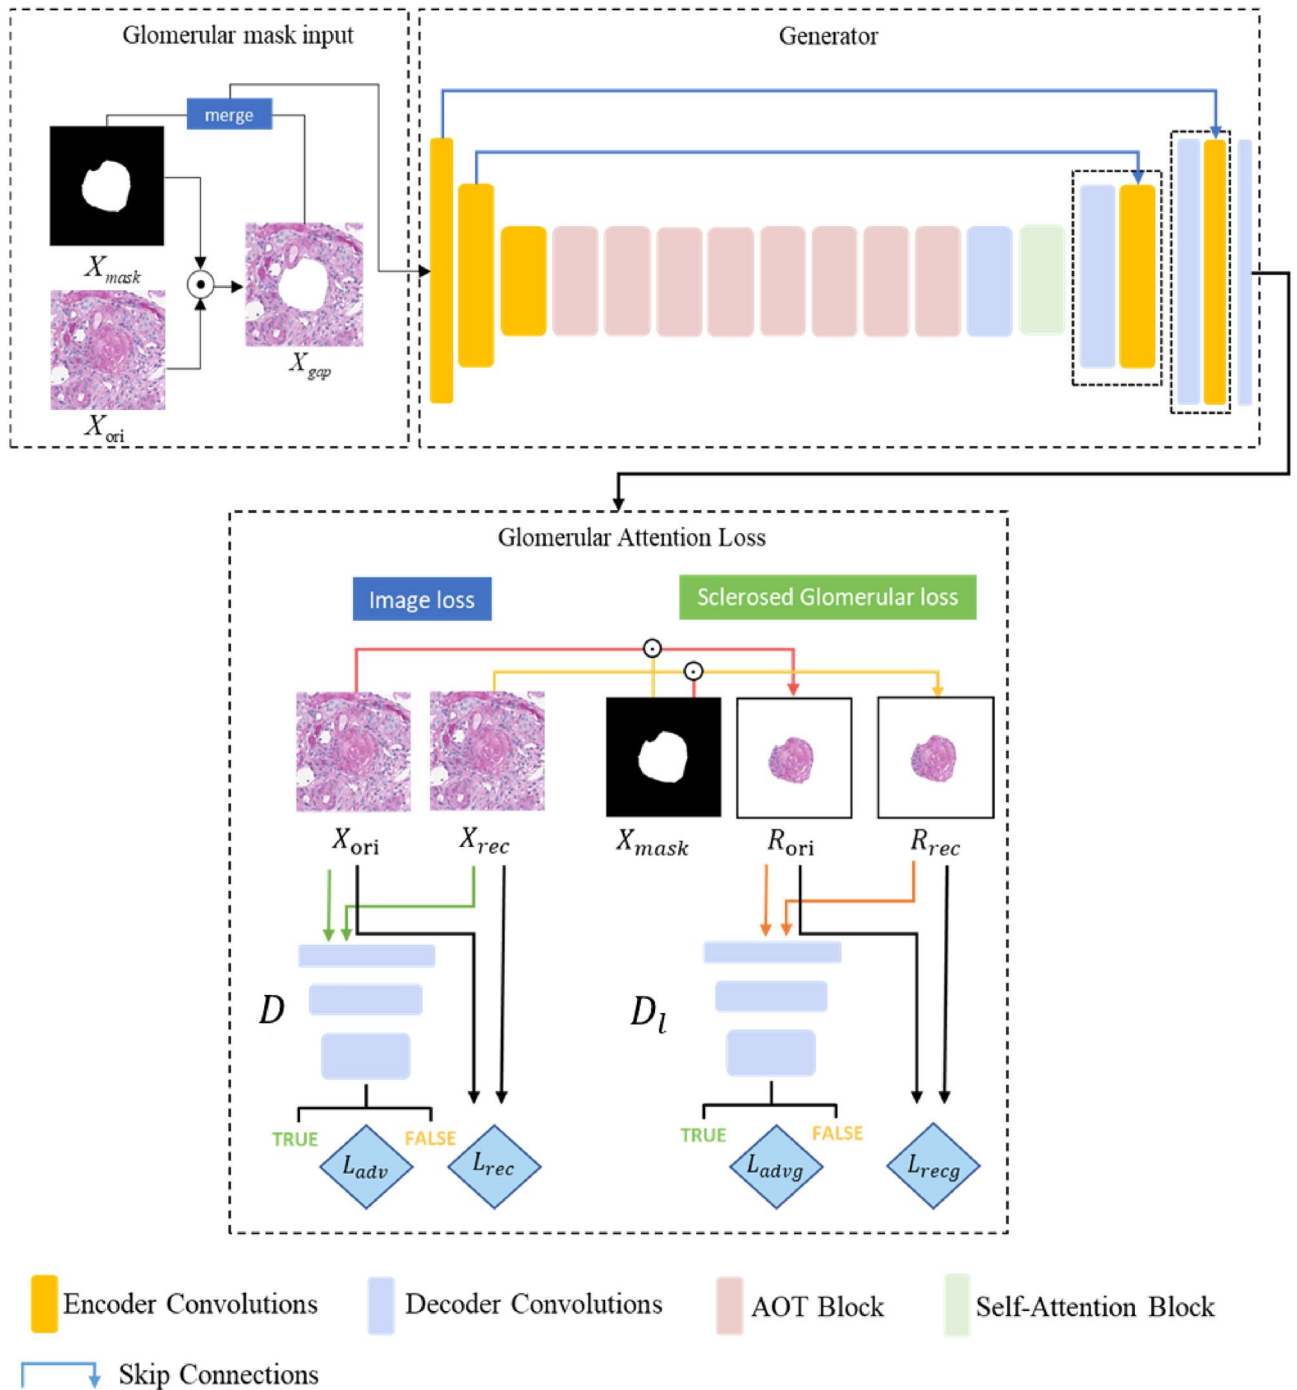 Glomerular mask input
Generator
merge
X_mask
X_ori
X_gap
Glomerular Attention Loss
Image loss
Sclerosed Glomerular loss
X_ori
X_rec
X_mask
R_ori
R_rec
D
D_l
TRUE
FALSE
TRUE
FALSE
L_adv
L_rec
L_advg
L_recg
Encoder Convolutions
Decoder Convolutions
AOT Block
Self-Attention Block
Skip Connections